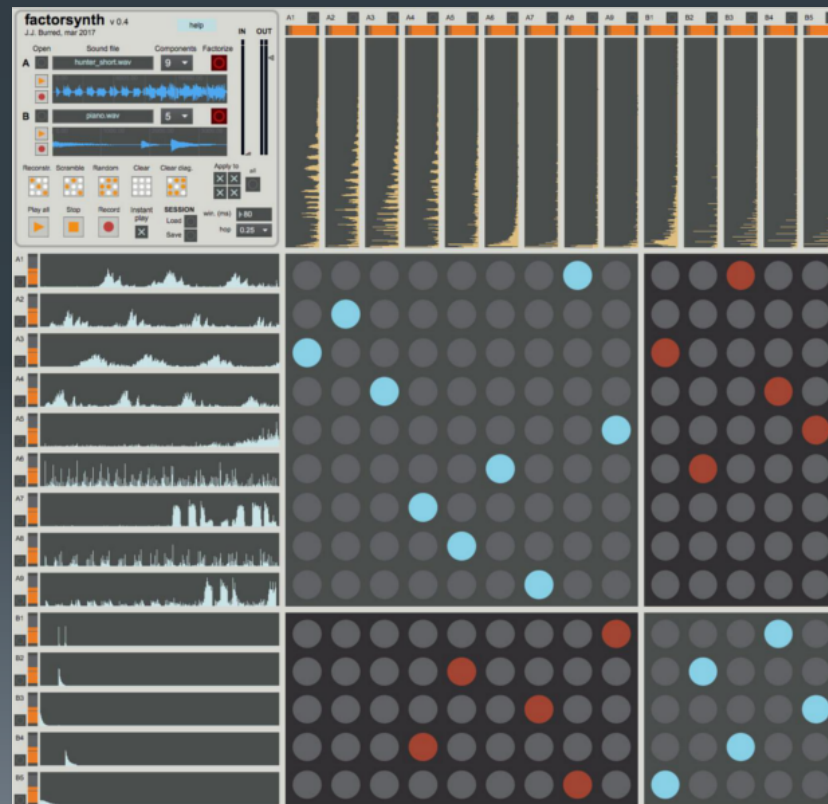 factorsynth v 0.4
J.J. Burred, mar 2017
help
IN OUT
Open Sound file Components Factorize
A hunter_short.wav 9
B piano.wav 5
Reconstr. Scramble Random Clear Clear diag. Apply to all
Play all Stop Record Instant play SESSION
Load
Save
win. (ms) 80
hop 0.25
A1 A2 A3 A4 A5 A6 A7 A8 A9 B1 B2 B3 B4 B5
A1
A2
A3
A4
A5
A6
A7
A8
A9
B1
B2
B3
B4
B5